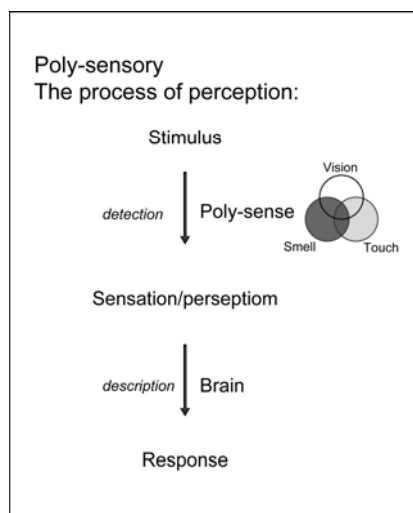 Poly-sensory
The process of perception:
Stimulus
Vision
detection Poly-sense
Smell Touch
Sensation/perseptiom
description Brain
Response